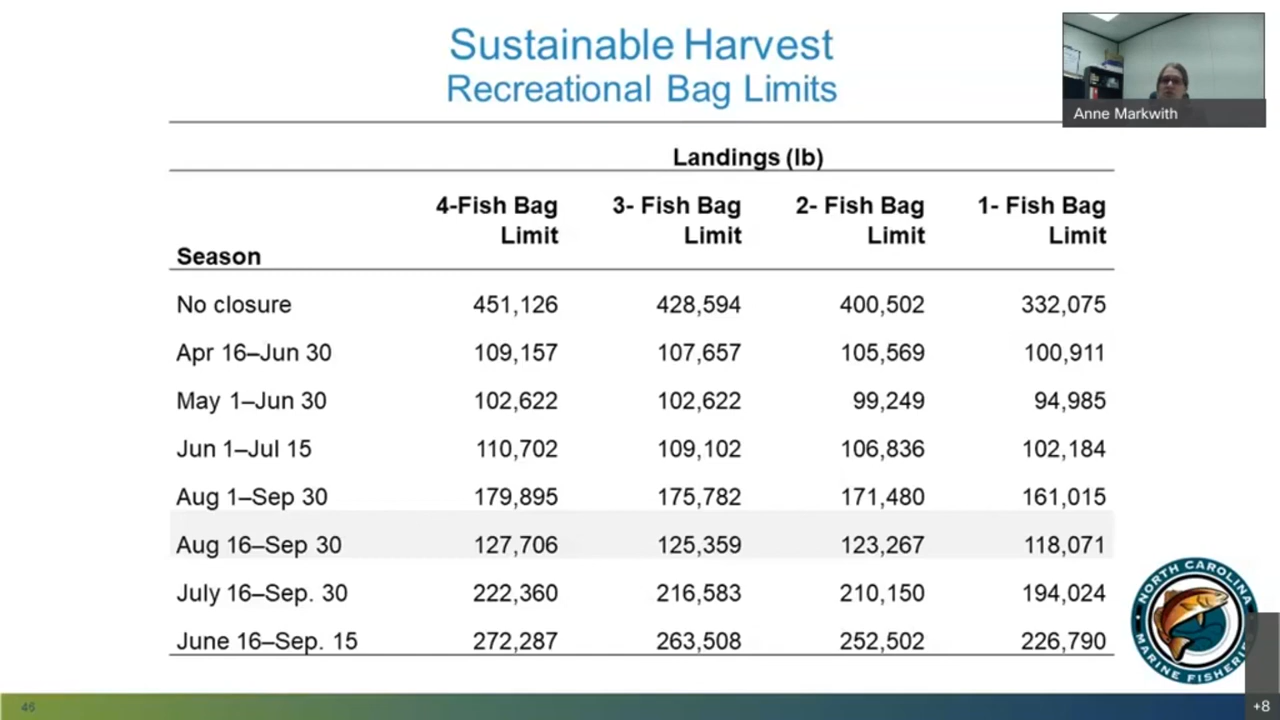 Sustainable Harvest
Recreational Bag Limits
Anne Markwith
Landings (lb)
Season 4-Fish Bag Limit 3- Fish Bag Limit 2- Fish Bag Limit 1- Fish Bag Limit
No closure 451,126 428,594 400,502 332,075
Apr 16–Jun 30 109,157 107,657 105,569 100,911
May 1–Jun 30 102,622 102,622 99,249 94,985
Jun 1–Jul 15 110,702 109,102 106,836 102,184
Aug 1–Sep 30 179,895 175,782 171,480 161,015
Aug 16–Sep 30 127,706 125,359 123,267 118,071
July 16–Sep. 30 222,360 216,583 210,150 194,024
June 16–Sep. 15 272,287 263,508 252,502 226,790
NORTH CAROLINA
MARINE FISHERIES
46
+8